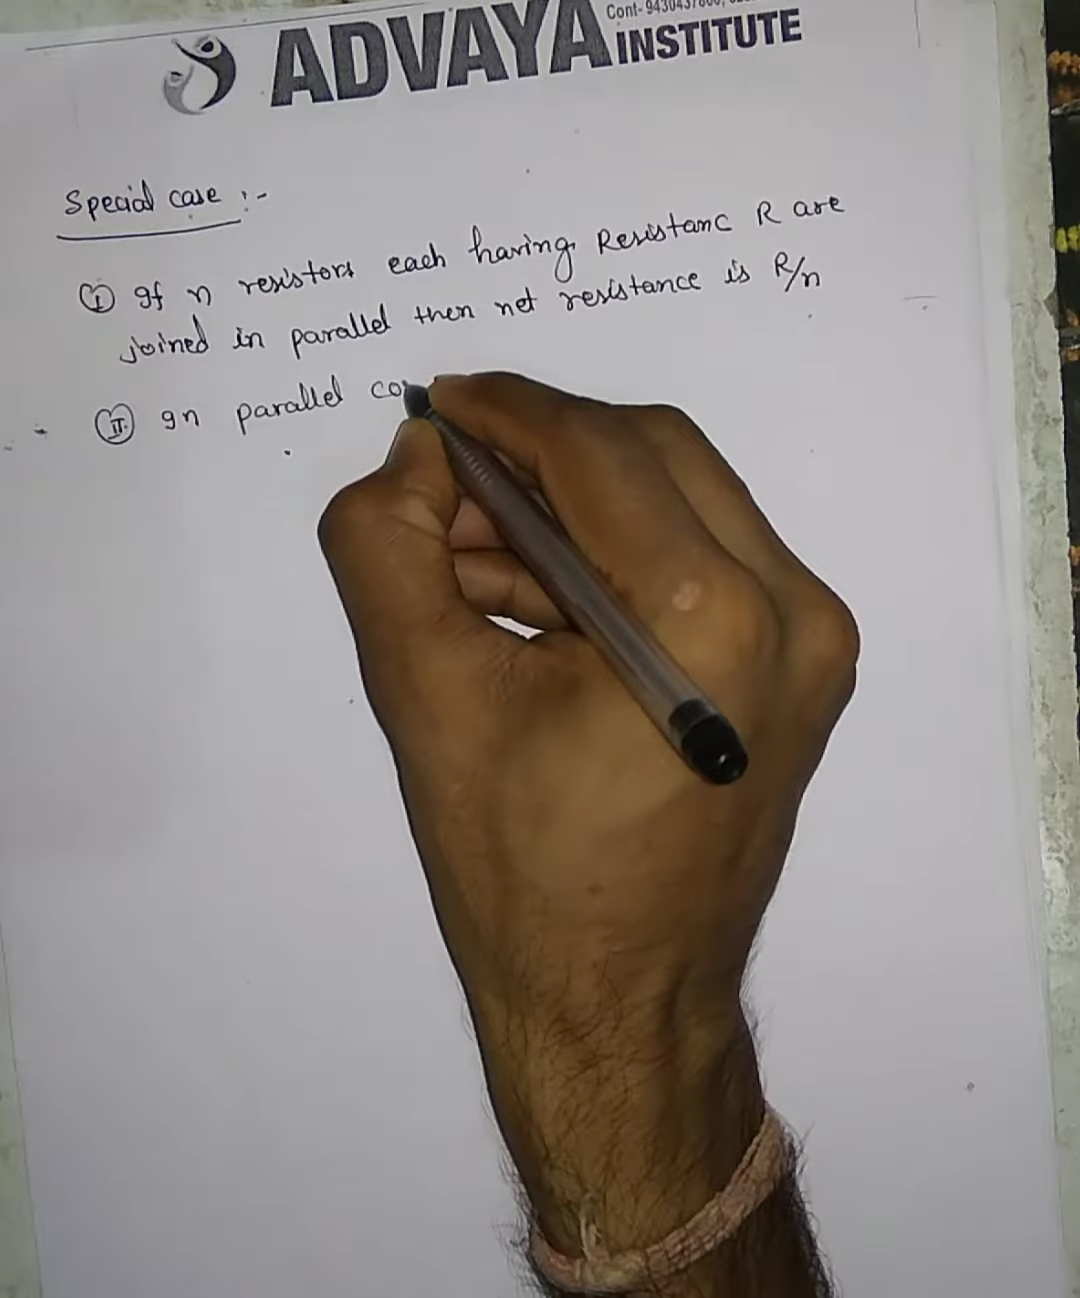 ADVAYA INSTITUTE
Special case :-
(I) If n resistors each having Resistanc R are
joined in parallel then net resistance is R/n
(II) In parallel co